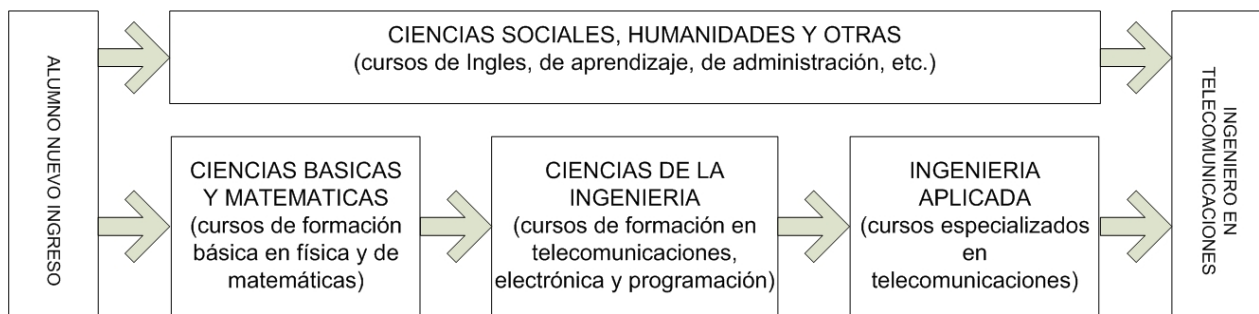 ALUMNO NUEVO INGRESO
CIENCIAS SOCIALES, HUMANIDADES Y OTRAS
(cursos de Ingles, de aprendizaje, de administración, etc.)
CIENCIAS BASICAS
Y MATEMATICAS
(cursos de formación
básica en física y de
matemáticas)
CIENCIAS DE LA
INGENIERIA
(cursos de formación en
telecomunicaciones,
electrónica y programación)
INGENIERIA
APLICADA
(cursos especializados
en
telecomunicaciones)
INGENIERO EN
TELECOMUNICACIONES